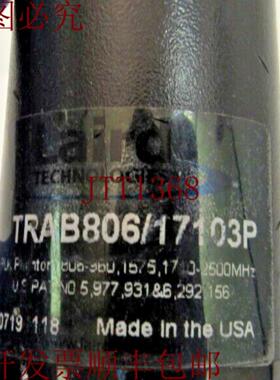 图必究
Laird
TECHNOLOGIES
JTT1368
TRAB806/17103P
Phantom 806-960,1575,1710-2500MHz
U.S PAT NO 5,977,931&6,292,156
0719 118 Made in the USA
开发票顺丰包邮